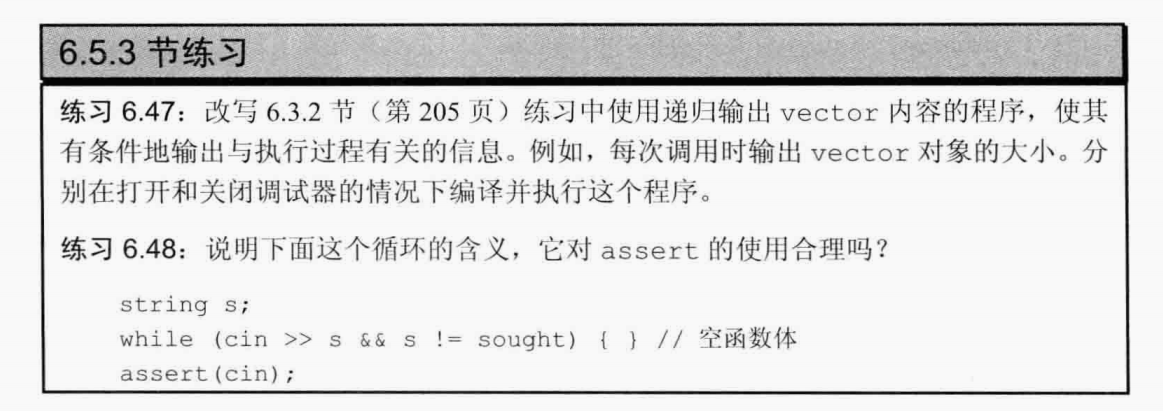 6.5.3 节练习
练习 6.47：改写 6.3.2 节（第 205 页）练习中使用递归输出 vector 内容的程序，使其
有条件地输出与执行过程有关的信息。例如，每次调用时输出 vector 对象的大小。分
别在打开和关闭调试器的情况下编译并执行这个程序。
练习 6.48：说明下面这个循环的含义，它对 assert 的使用合理吗？
string s;
while (cin >> s && s != sought) { } // 空函数体
assert(cin);